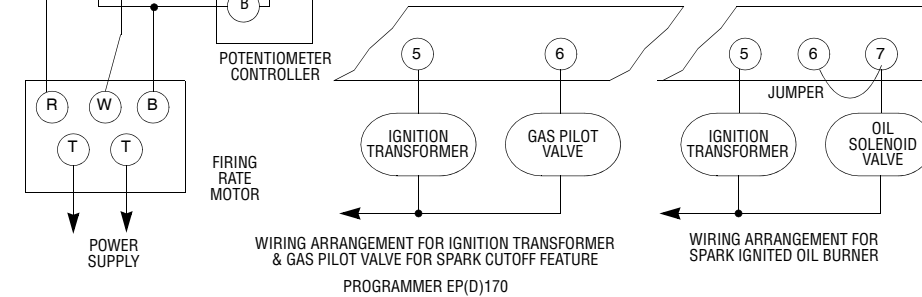 B
POTENTIOMETER
CONTROLLER
R W B
T T
FIRING
RATE
MOTOR
POWER
SUPPLY
5 6
IGNITION
TRANSFORMER
GAS PILOT
VALVE
WIRING ARRANGEMENT FOR IGNITION TRANSFORMER
& GAS PILOT VALVE FOR SPARK CUTOFF FEATURE
PROGRAMMER EP(D)170
5 6 7
JUMPER
IGNITION
TRANSFORMER
OIL
SOLENOID
VALVE
WIRING ARRANGEMENT FOR
SPARK IGNITED OIL BURNER